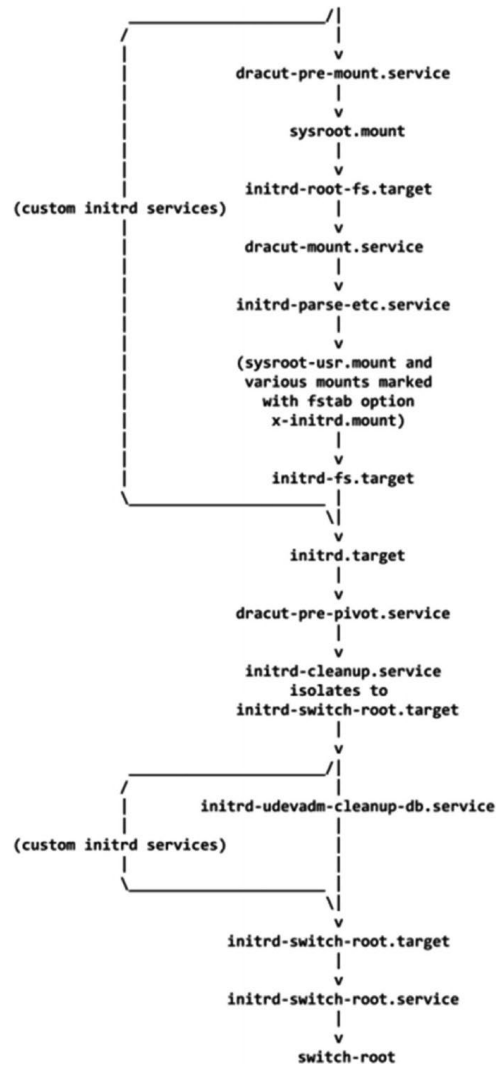 dracut-pre-mount.service
sysroot.mount
initrd-root-fs.target
(custom initrd services)
dracut-mount.service
initrd-parse-etc.service
(sysroot-usr.mount and
various mounts marked
with fstab option
x-initrd.mount)
initrd-fs.target
initrd.target
dracut-pre-pivot.service
initrd-cleanup.service
isolates to
initrd-switch-root.target
initrd-udevadm-cleanup-db.service
(custom initrd services)
initrd-switch-root.target
initrd-switch-root.service
switch-root